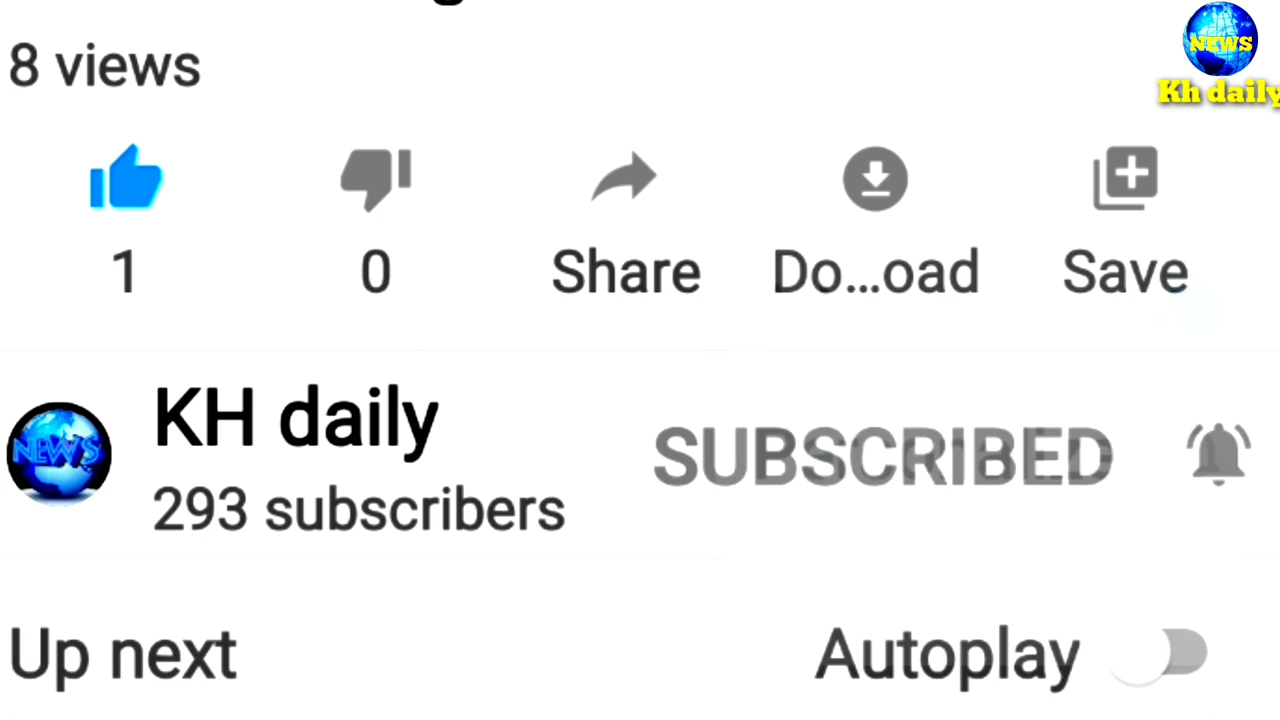 8 views
NEWS
Kh daily
1
0
Share
Do...oad
Save
NEWS
KH daily
293 subscribers
SUBSCRIBED
Up next
Autoplay